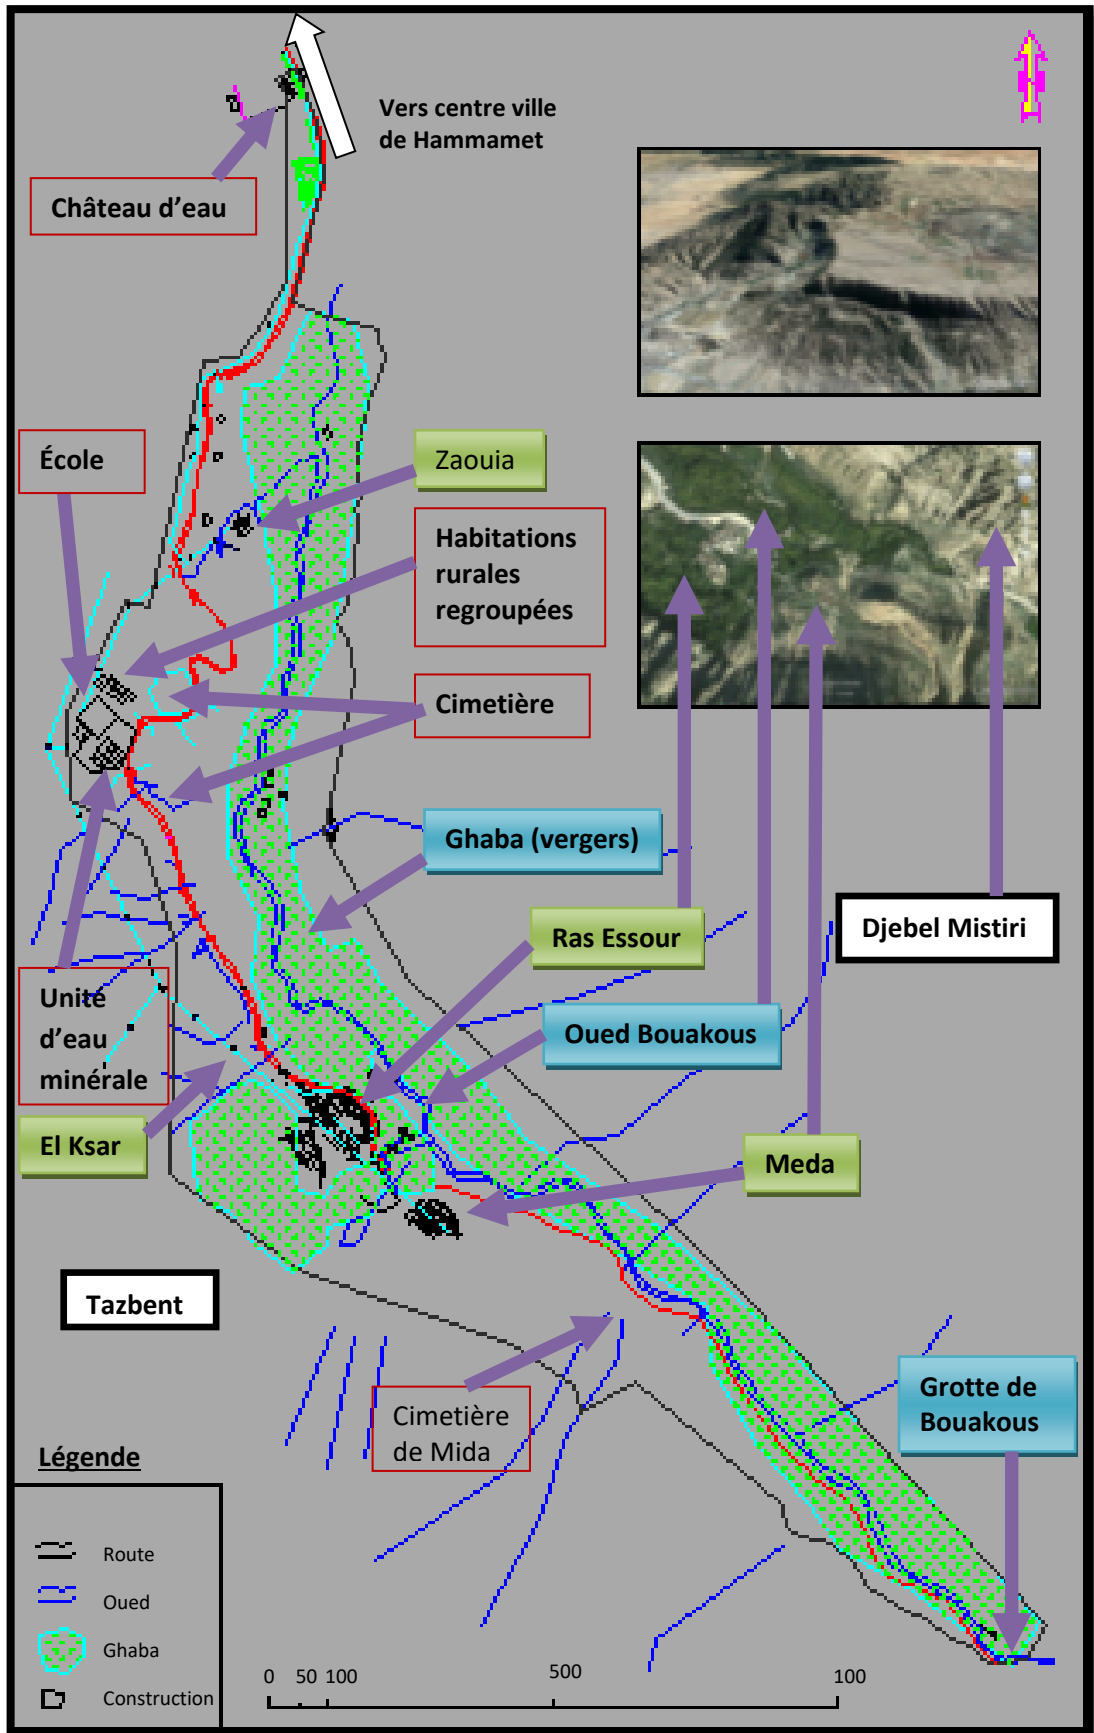 Vers centre ville
de Hammamet
Château d’eau
École
Zaouia
Habitations
rurales
regroupées
Cimetière
Ghaba (vergers)
Ras Essour
Djebel Mistiri
Unité
d’eau
minérale
Oued Bouakous
El Ksar
Meda
Tazbent
Cimetière
de Mida
Grotte de
Bouakous
Légende
Route
Oued
Ghaba
Construction
0 50 100 500 100